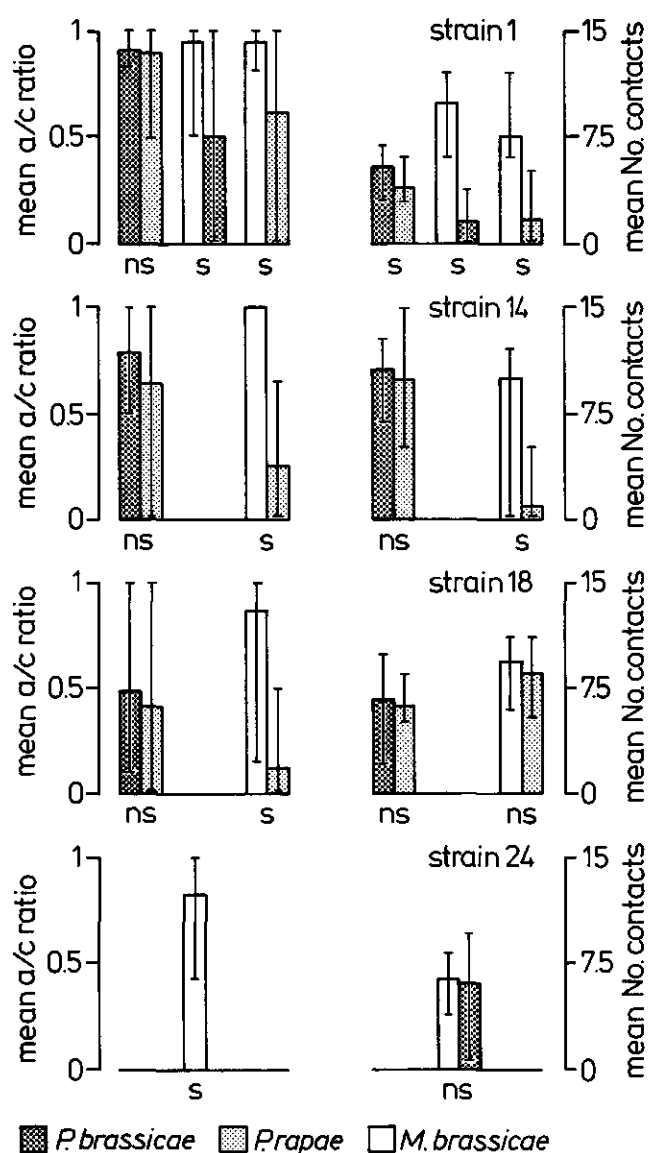 1 strain 1 15
0.5 7.5
0 0
mean a/c ratio mean No. contacts
ns s s s s s
1 strain 14 15
0.5 7.5
0 0
mean a/c ratio mean No. contacts
ns s ns s
1 strain 18 15
0.5 7.5
0 0
mean a/c ratio mean No. contacts
ns s ns ns
1 strain 24 15
0.5 7.5
0 0
mean a/c ratio mean No. contacts
s ns
P. brassicae P. rapae M. brassicae